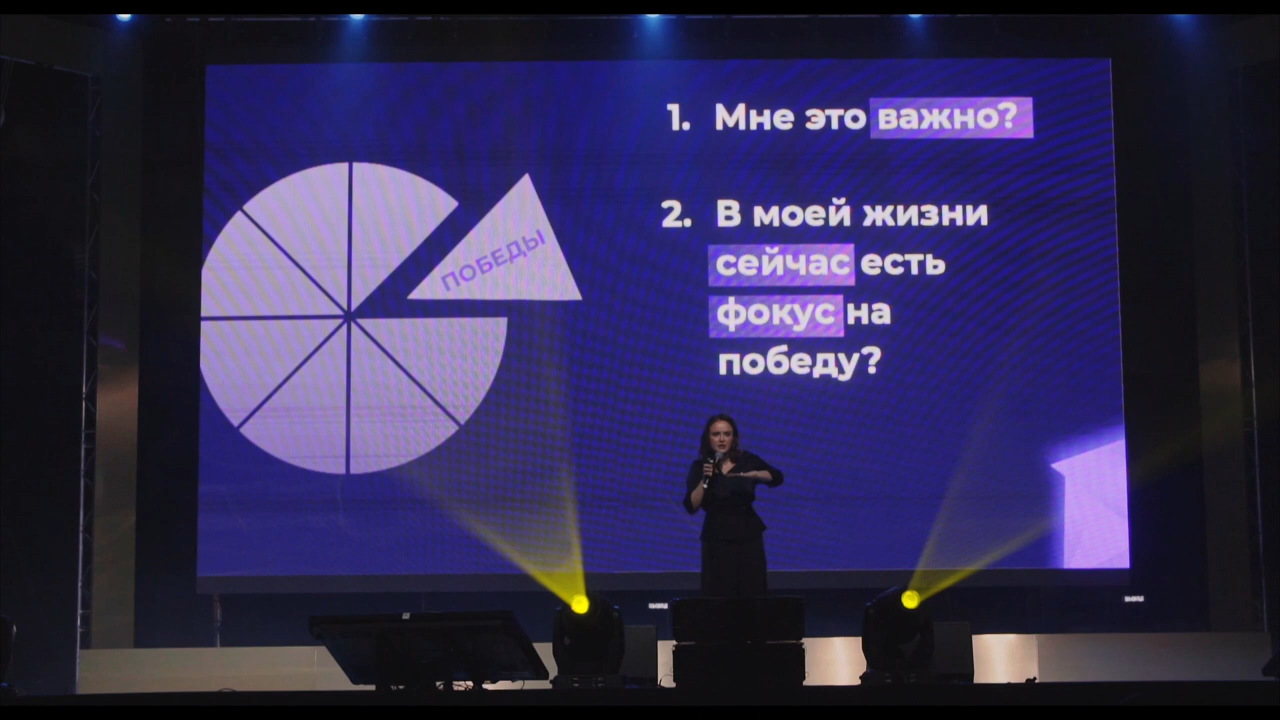 1. Мне это важно?
2. В моей жизни
сейчас есть
фокус на
победу?
ПОБЕДЫ